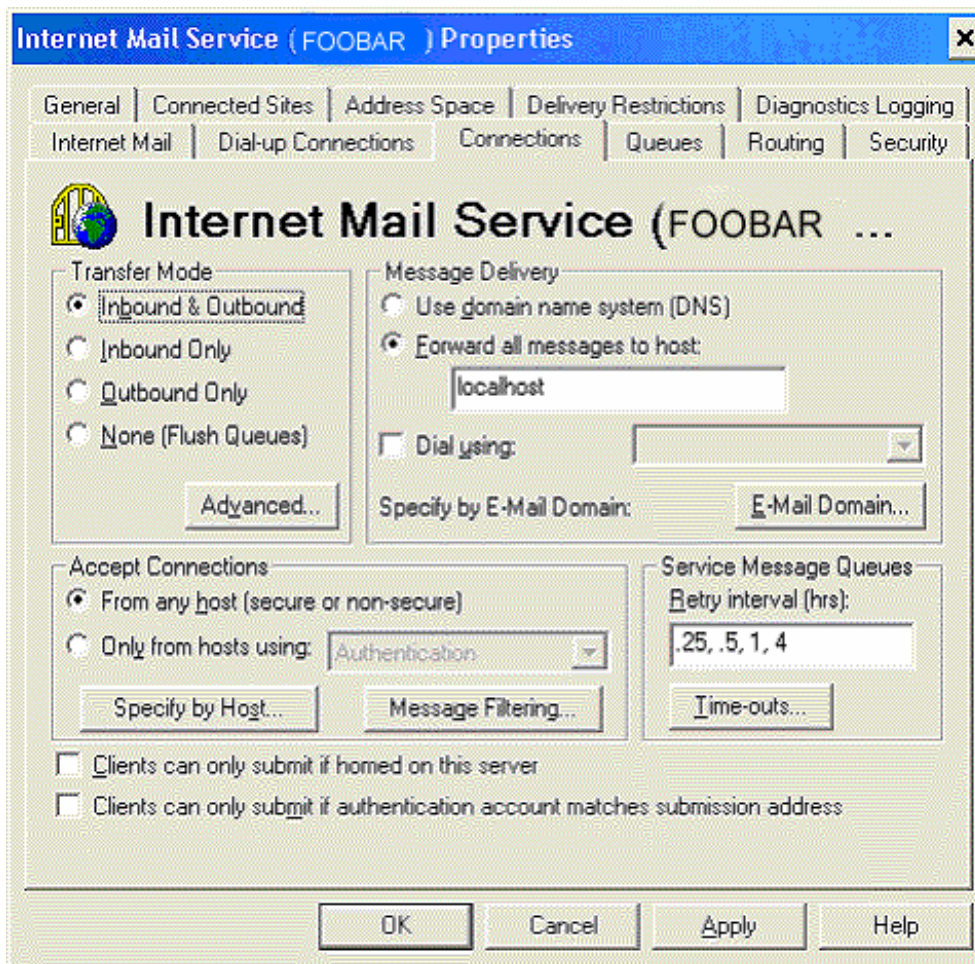 Internet Mail Service (FOOBAR ) Properties
General Connected Sites Address Space Delivery Restrictions Diagnostics Logging
Internet Mail Dial-up Connections Connections Queues Routing Security
Internet Mail Service (FOOBAR ...
Transfer Mode
Inbound & Outbound
Inbound Only
Outbound Only
None (Flush Queues)
Advanced...
Message Delivery
Use domain name system (DNS)
Forward all messages to host:
localhost
Dial using:
Specify by E-Mail Domain: E-Mail Domain...
Accept Connections
From any host (secure or non-secure)
Only from hosts using: Authentication
Specify by Host... Message Filtering...
Service Message Queues
Retry interval (hrs):
.25, .5, 1, 4
Time-outs...
Clients can only submit if homed on this server
Clients can only submit if authentication account matches submission address
OK Cancel Apply Help